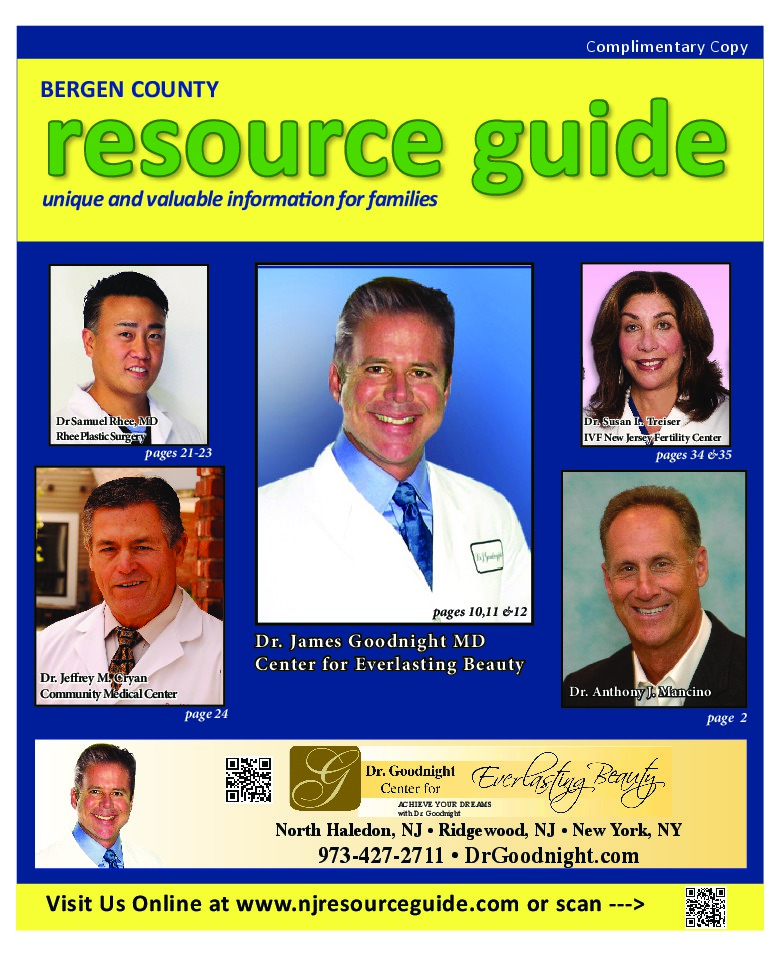 Complimentary Copy
BERGEN COUNTY
resource guide
unique and valuable information for families
Dr Samuel Rhee, MD
Rhee Plastic Surgery
pages 21-23
Dr. Jeffrey M. Cryan
Community Medical Center
page 24
pages 10,11 &12
Dr. James Goodnight MD
Center for Everlasting Beauty
Dr. Susan L. Treiser
IVF New Jersey Fertility Center
pages 34 &35
Dr. Anthony J. Mancino
page 2
G
Dr. Goodnight
Center for
Everlasting Beauty
ACHIEVE YOUR DREAMS
with Dr. Goodnight
North Haledon, NJ • Ridgewood, NJ • New York, NY
973-427-2711 • DrGoodnight.com
Visit Us Online at www.njresourceguide.com or scan --->